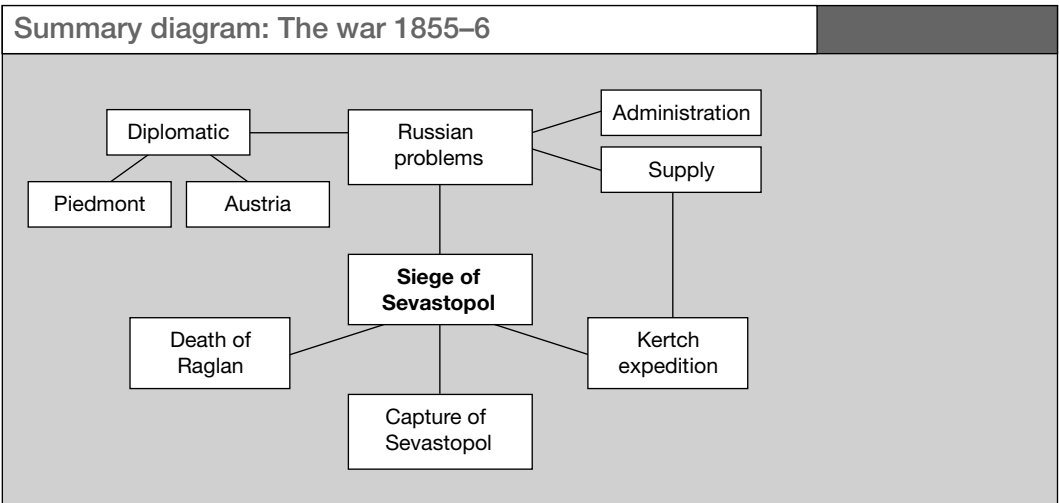 Summary diagram: The war 1855–6
Diplomatic
Russian
problems
Administration
Supply
Piedmont
Austria
Siege of
Sevastopol
Death of
Raglan
Kertch
expedition
Capture of
Sevastopol